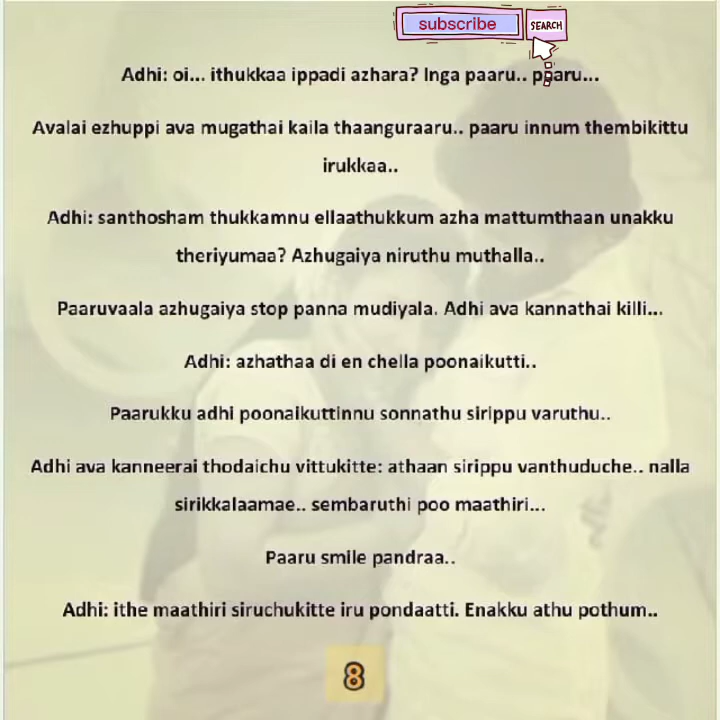 subscribe SEARCH
Adhi: oi... ithukkaa ippadi azhara? Inga paaru.. paaru...
Avalai ezhuppi ava mugathai kaila thaanguraaru.. paaru innum thembikittu
irukkaa..
Adhi: santhosham thukkamnu ellaathukkum azha mattumthaan unakku
theriyumaa? Azhugaiya niruthu muthalla..
Paaruvaala azhugaiya stop panna mudiyala. Adhi ava kannathai killi...
Adhi: azhathaa di en chella poonaikutti..
Paarukku adhi poonaikuttinnu sonnathu sirippu varuthu..
Adhi ava kanneerai thodaichu vittukitte: athaan sirippu vanthuduche.. nalla
sirikkalaamae.. sembaruthi poo maathiri...
Paaru smile pandraa..
Adhi: ithe maathiri siruchukitte iru pondaatti. Enakku athu pothum..
8